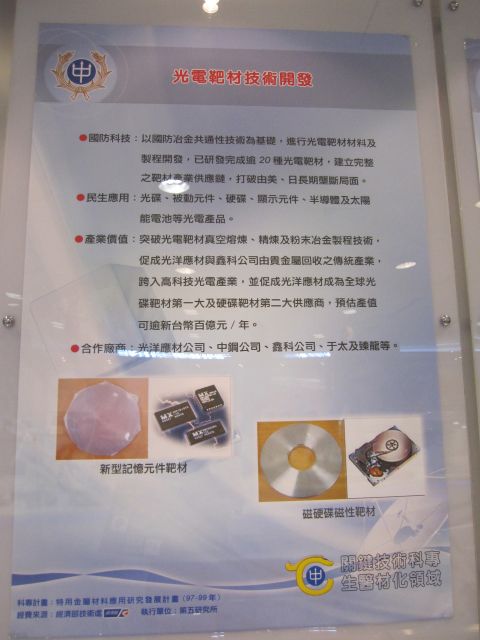 中
光電靶材技術開發
●國防科技：以國防冶金共通性技術為基礎，進行光電靶材材料及
製程開發，已研發完成逾 20 種光電靶材，建立完整
之靶材產業供應鏈，打破由美、日長期壟斷局面。
●民生應用：光碟、被動元件、硬碟、顯示元件、半導體及太陽
能電池等光電產品。
●產業價值：突破光電靶材真空熔煉、精煉及粉末冶金製程技術，
促成光洋應材與鑫科公司由貴金屬回收之傳統產業，
跨入高科技光電產業，並促成光洋應材成為全球光
碟靶材第一大及硬碟靶材第二大供應商，預估產值
可逾新台幣百億元 / 年。
●合作廠商：光洋應材公司、中鋼公司、鑫科公司、于太及臻龍等。
MX
MX
新型記憶元件靶材
磁硬碟磁性靶材
中
關鍵技術科專
生醫材化領域
科專計畫：特用金屬材料應用研究發展計畫 (97-99 年)
經費來源：經濟部技術處 執行單位：第五研究所